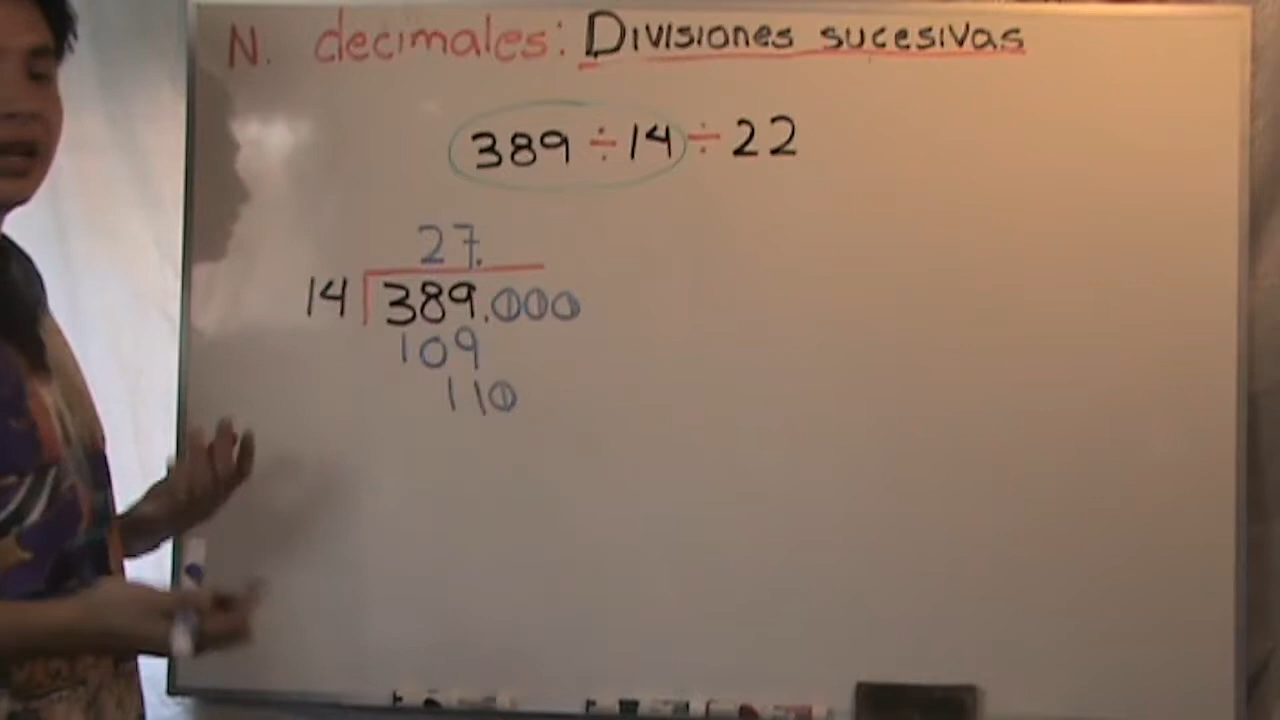 N. decimales: Divisiones sucesivas
389 ÷ 14 ÷ 22
27.
14 389.000
109
110